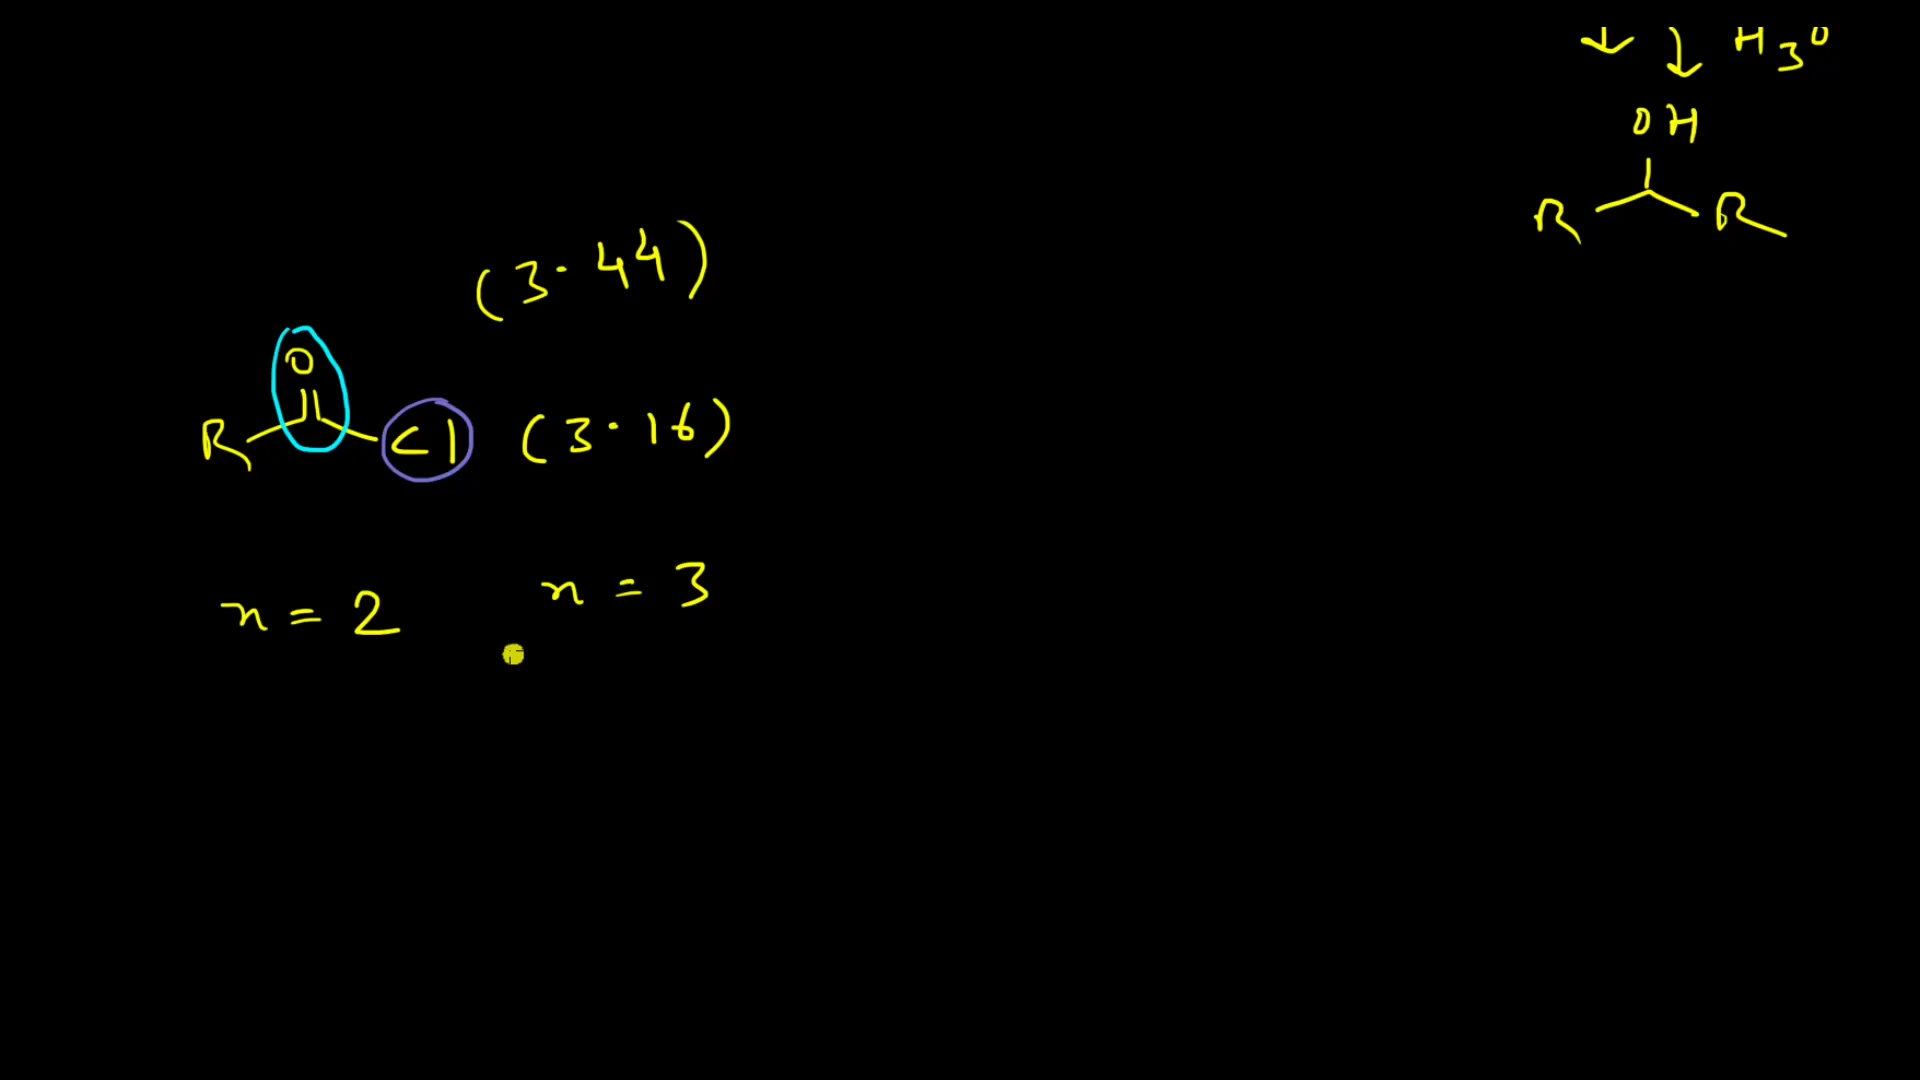 H3O
OH
R R
(3.44)
O
R Cl (3.16)
n = 2 n = 3